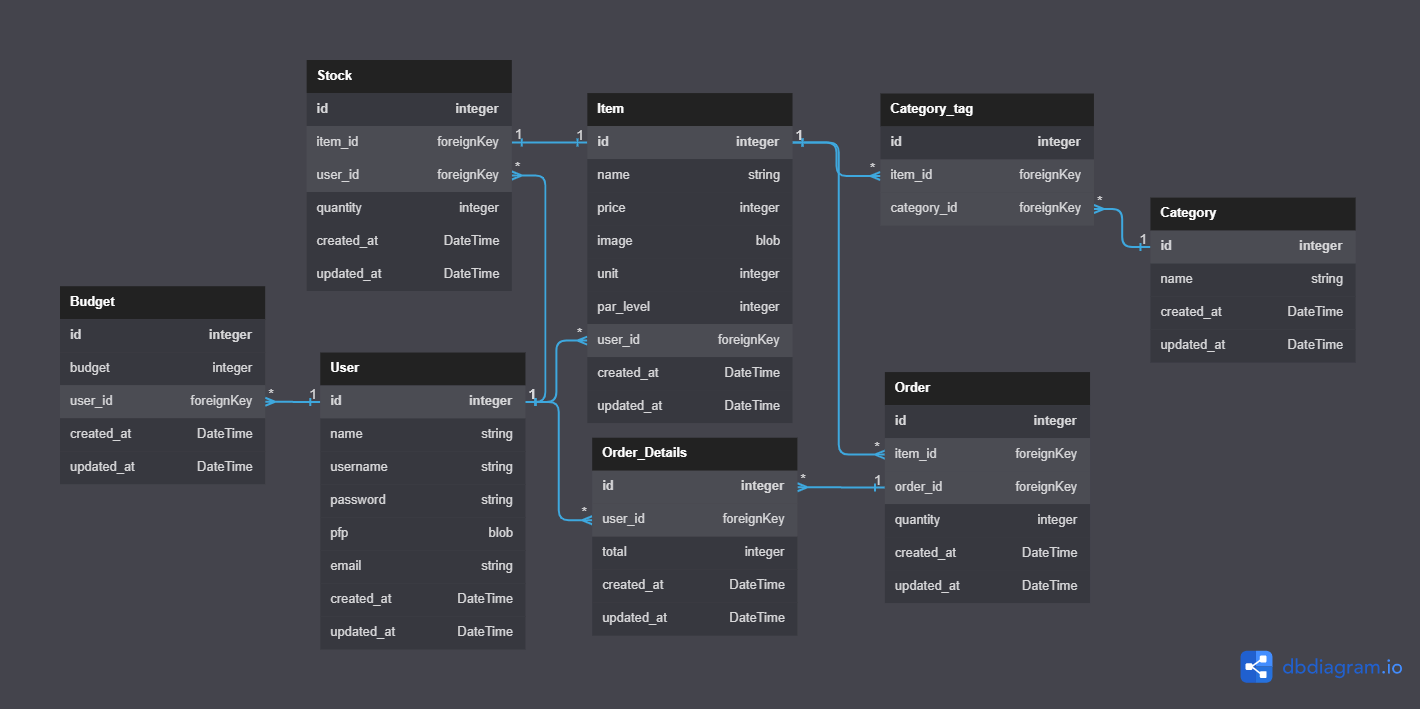 Stock
id integer
item_id foreignKey
user_id foreignKey
quantity integer
created_at DateTime
updated_at DateTime
1
*
Item
1
1
id integer
name string
price integer
image blob
unit integer
par_level integer
*
user_id foreignKey
created_at DateTime
updated_at DateTime
Category_tag
id integer
*
item_id foreignKey
category_id foreignKey
*
Category
1
id integer
name string
created_at DateTime
updated_at DateTime
Budget
id integer
budget integer
user_id foreignKey
created_at DateTime
updated_at DateTime
*
User
1
1
id integer
name string
username string
password string
pfp blob
email string
created_at DateTime
updated_at DateTime
Order_Details
id integer
*
*
user_id foreignKey
total integer
created_at DateTime
updated_at DateTime
Order
id integer
*
item_id foreignKey
1
order_id foreignKey
quantity integer
created_at DateTime
updated_at DateTime
dbdiagram.io